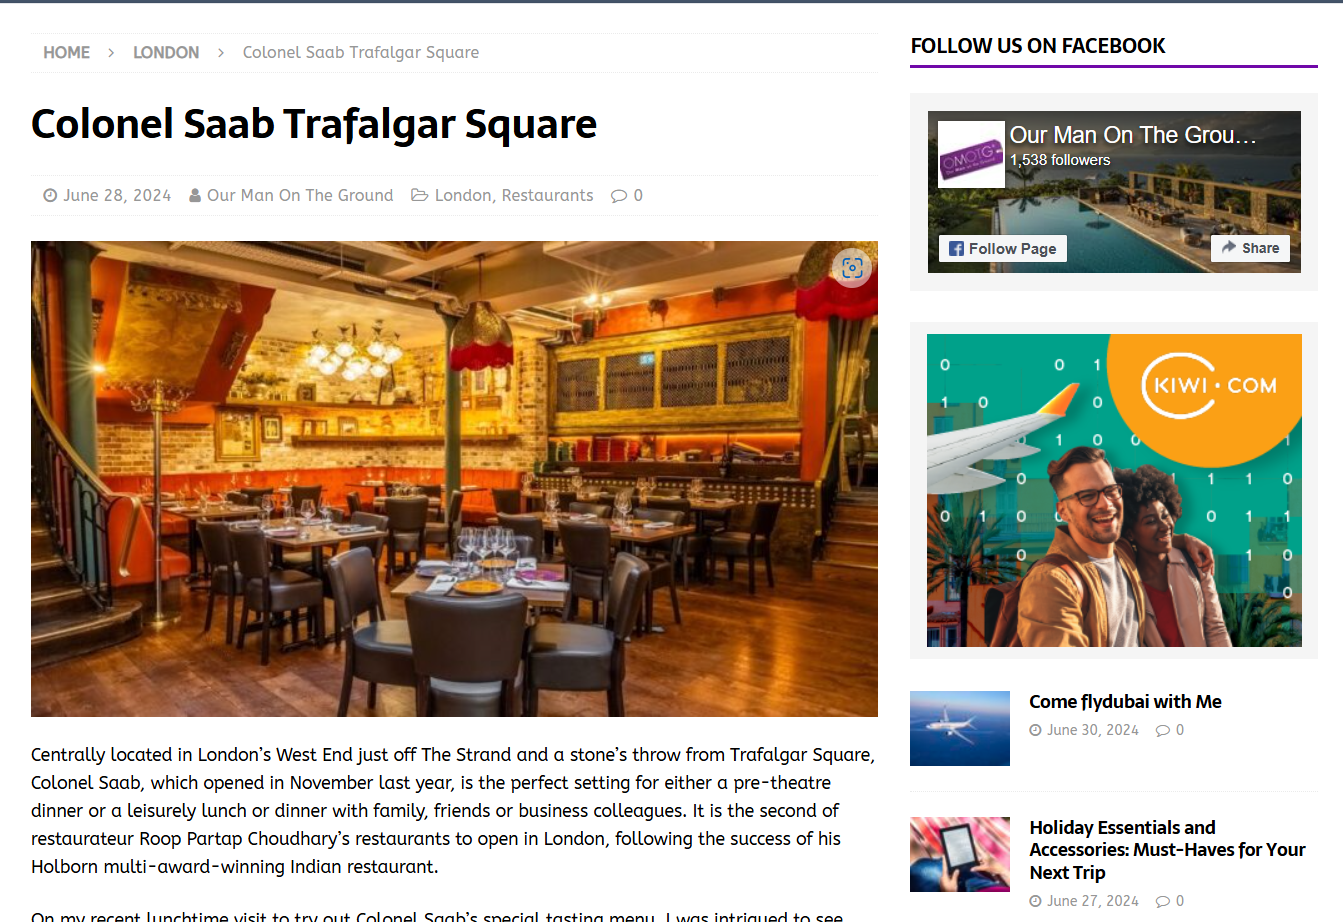 HOME > LONDON > Colonel Saab Trafalgar Square
Colonel Saab Trafalgar Square
June 28, 2024 Our Man On The Ground London, Restaurants 0
Centrally located in London’s West End just off The Strand and a stone’s throw from Trafalgar Square,
Colonel Saab, which opened in November last year, is the perfect setting for either a pre-theatre
dinner or a leisurely lunch or dinner with family, friends or business colleagues. It is the second of
restaurateur Roop Partap Choudhary’s restaurants to open in London, following the success of his
Holborn multi-award-winning Indian restaurant.
On my recent lunchtime visit to try out Colonel Saab’s special tasting menu, I was intrigued to see
FOLLOW US ON FACEBOOK
OMOTG
Our Man On The Grou…
1,538 followers
Follow Page
Share
KIWI·COM
0 0 1
1 0 0
1 0 0
0 1 1 0
0 1 0 0 1 1
0 1 0
0
Come flydubai with Me
June 30, 2024 0
Holiday Essentials and
Accessories: Must-Haves for Your
Next Trip
June 27, 2024 0